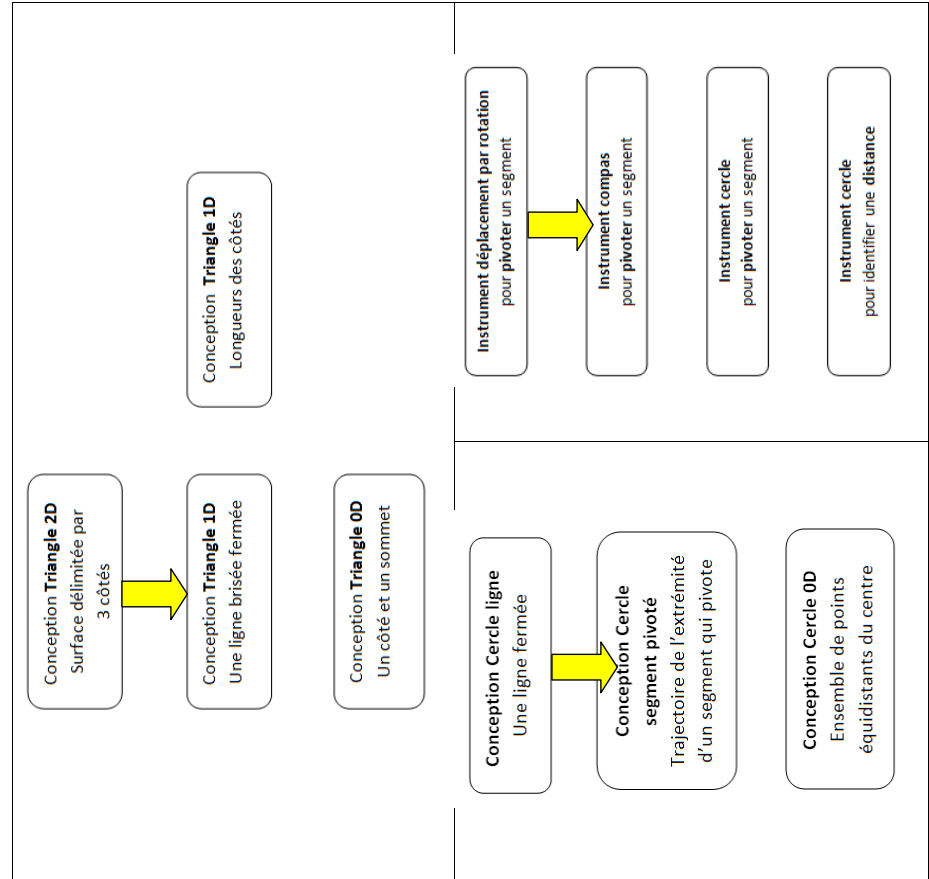 Conception Triangle 2D
Surface délimitée par
3 côtés
Conception Triangle 1D
Une ligne brisée fermée
Conception Triangle 1D
Longueurs des côtés
Conception Triangle 0D
Un côté et un sommet
Conception Cercle ligne
Une ligne fermée
Conception Cercle
segment pivoté
Trajectoire de l’extrémité
d’un segment qui pivote
Conception Cercle 0D
Ensemble de points
équidistants du centre
Instrument déplacement par rotation
pour pivoter un segment
Instrument compas
pour pivoter un segment
Instrument cercle
pour pivoter un segment
Instrument cercle
pour identifier une distance